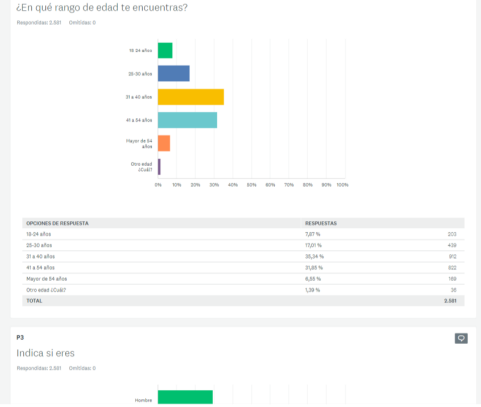 ¿En qué rango de edad te encuentras?
Respondidas: 2.581 Omitidas: 0
18-24 años
25-30 años
31 a 40 años
41 a 54 años
Mayor de 54
años
Otro edad
¿Cuál?
0% 10% 20% 30% 40% 50% 60% 70% 80% 90% 100%
OPCIONES DE RESPUESTA RESPUESTAS
18-24 años 7,87 % 203
25-30 años 17,01 % 439
31 a 40 años 35,34 % 912
41 a 54 años 31,85 % 822
Mayor de 54 años 6,55 % 169
Otro edad ¿Cuál? 1,39 % 36
TOTAL 2.581
P3
Indica si eres
Respondidas: 2.581 Omitidas: 0
Hombre